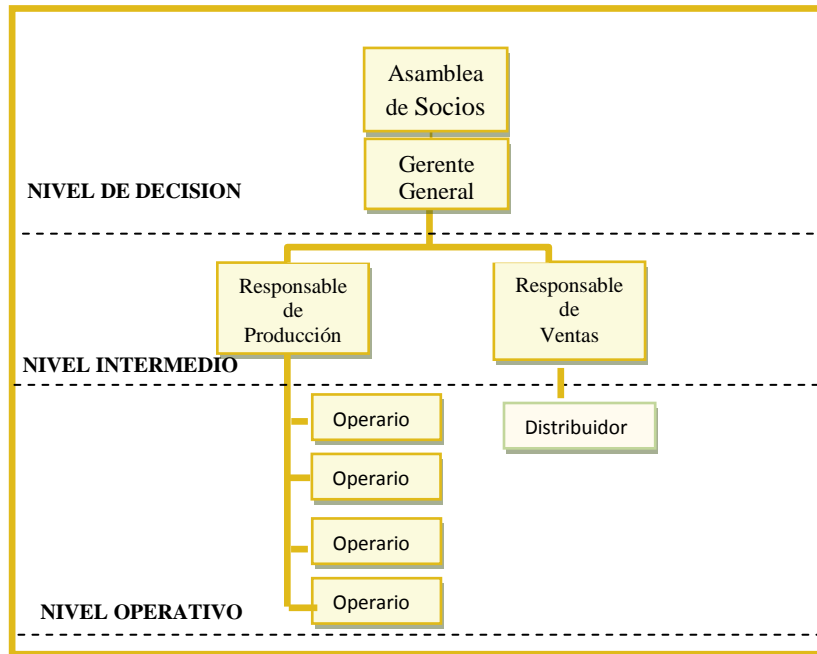 Asamblea
de Socios
Gerente
General
NIVEL DE DECISION
Responsable
de
Producción
Responsable
de
Ventas
NIVEL INTERMEDIO
Operario
Distribuidor
Operario
Operario
Operario
NIVEL OPERATIVO